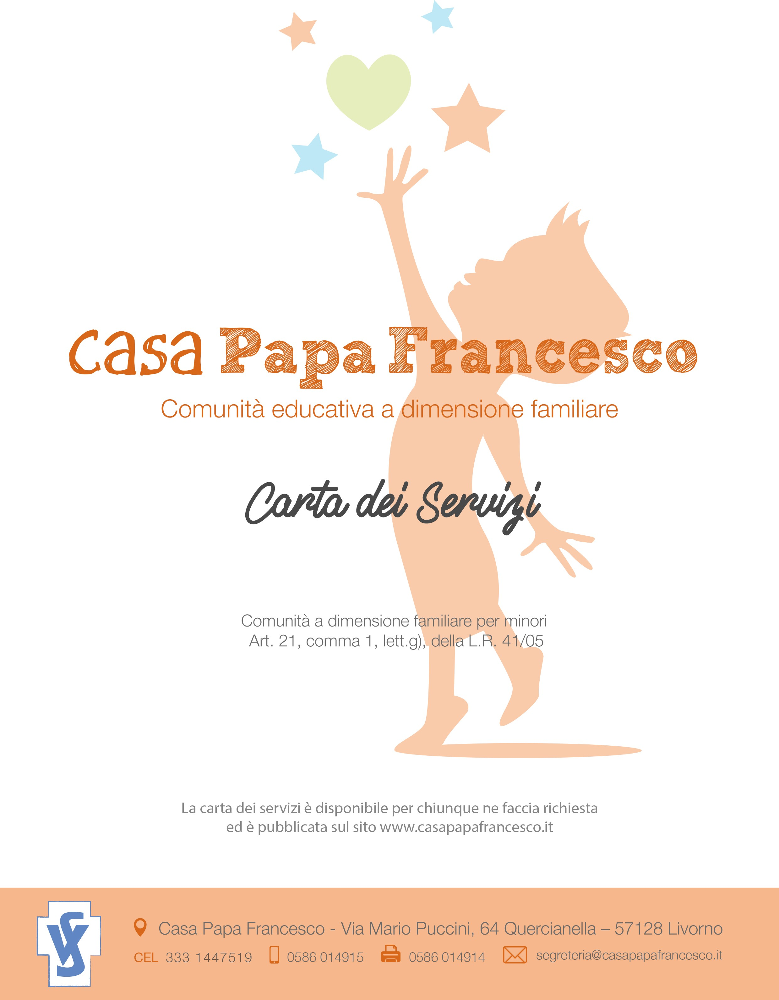 Casa Papa Francesco
Comunità educativa a dimensione familiare
Carta dei Servizi
Comunità a dimensione familiare per minori
Art. 21, comma 1, lett.g), della L.R. 41/05
La carta dei servizi è disponibile per chiunque ne faccia richiesta
ed è pubblicata sul sito www.casapapafrancesco.it
Casa Papa Francesco - Via Mario Puccini, 64 Quercianella – 57128 Livorno
CEL 333 1447519 0586 014915 0586 014914 segreteria@casapapafrancesco.it
VS